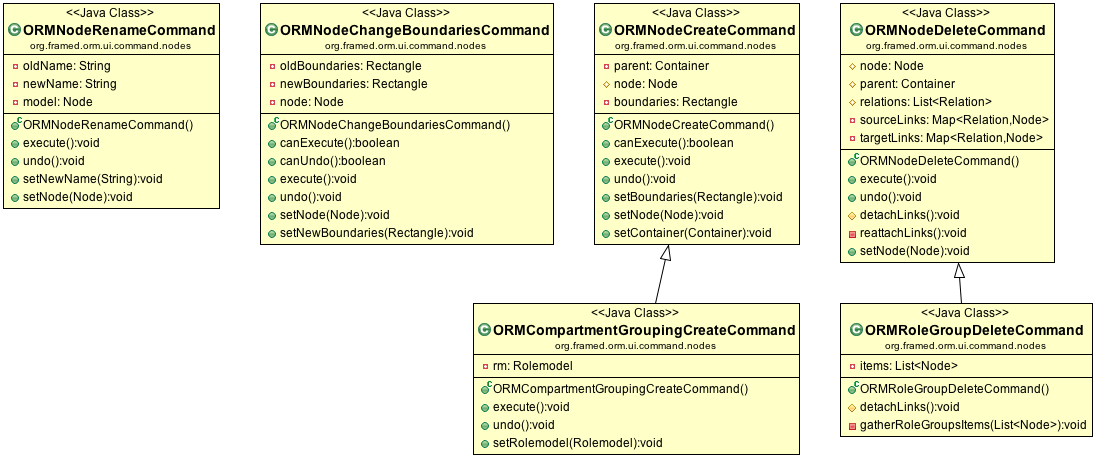 <<Java Class>>
ORMNodeRenameCommand
org.framed.orm.ui.command.nodes
oldName: String
newName: String
model: Node
ORMNodeRenameCommand()
execute():void
undo():void
setNewName(String):void
setNode(Node):void
<<Java Class>>
ORMNodeChangeBoundariesCommand
org.framed.orm.ui.command.nodes
oldBoundaries: Rectangle
newBoundaries: Rectangle
node: Node
ORMNodeChangeBoundariesCommand()
canExecute():boolean
canUndo():boolean
execute():void
undo():void
setNode(Node):void
setNewBoundaries(Rectangle):void
<<Java Class>>
ORMNodeCreateCommand
org.framed.orm.ui.command.nodes
parent: Container
node: Node
boundaries: Rectangle
ORMNodeCreateCommand()
canExecute():boolean
execute():void
undo():void
setBoundaries(Rectangle):void
setNode(Node):void
setContainer(Container):void
<<Java Class>>
ORMNodeDeleteCommand
org.framed.orm.ui.command.nodes
node: Node
parent: Container
relations: List<Relation>
sourceLinks: Map<Relation,Node>
targetLinks: Map<Relation,Node>
ORMNodeDeleteCommand()
execute():void
undo():void
detachLinks():void
reattachLinks():void
setNode(Node):void
<<Java Class>>
ORMCompartmentGroupingCreateCommand
org.framed.orm.ui.command.nodes
rm: Rolemodel
ORMCompartmentGroupingCreateCommand()
execute():void
undo():void
setRolemodel(Rolemodel):void
<<Java Class>>
ORMRoleGroupDeleteCommand
org.framed.orm.ui.command.nodes
items: List<Node>
ORMRoleGroupDeleteCommand()
detachLinks():void
gatherRoleGroupsItems(List<Node>):void